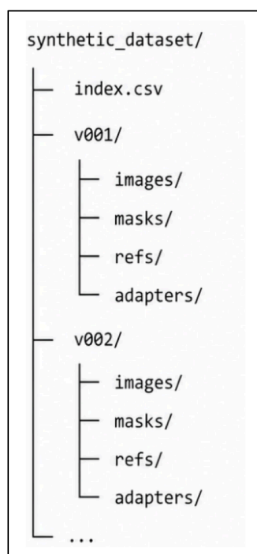 synthetic_dataset/
├── index.csv
├── v001/
│   ├── images/
│   ├── masks/
│   ├── refs/
│   └── adapters/
├── v002/
│   ├── images/
│   ├── masks/
│   ├── refs/
│   └── adapters/
└── ...